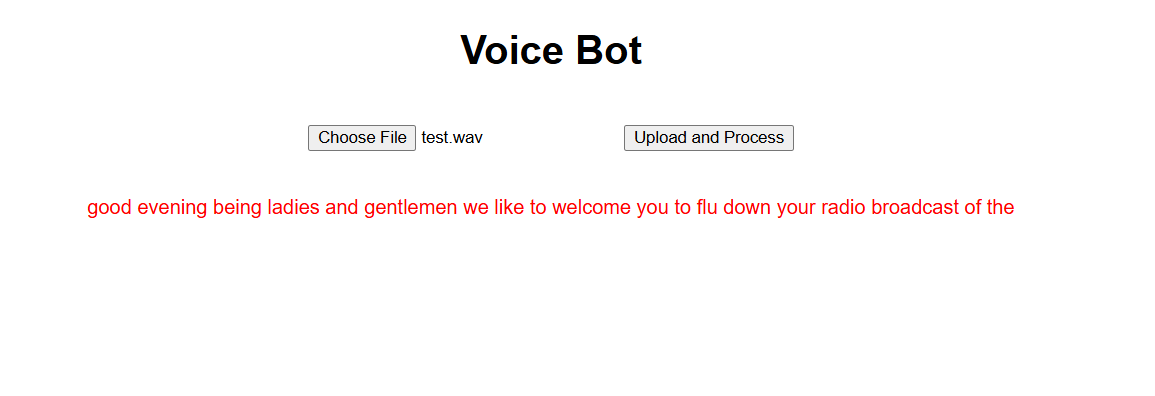 Voice Bot
Choose File test.wav Upload and Process
good evening being ladies and gentlemen we like to welcome you to flu down your radio broadcast of the